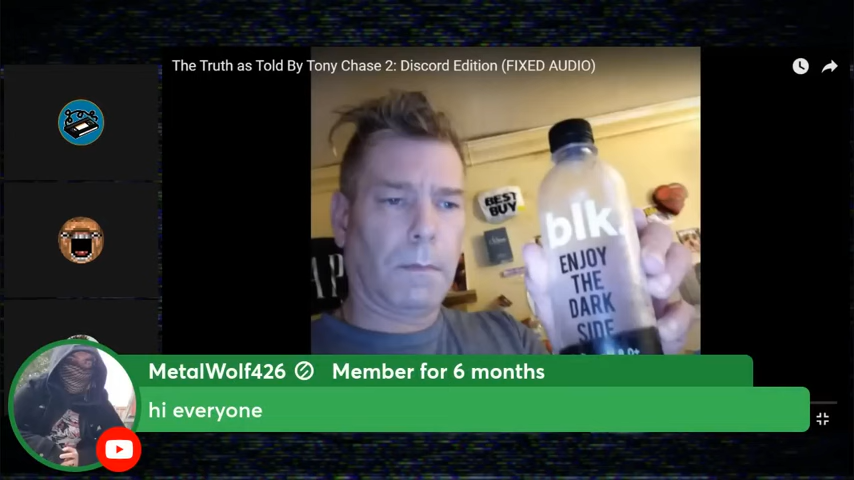 The Truth as Told By Tony Chase 2: Discord Edition (FIXED AUDIO)
BEST
BUY
blk.
ENJOY
THE
DARK
SIDE
MetalWolf426 Member for 6 months
hi everyone